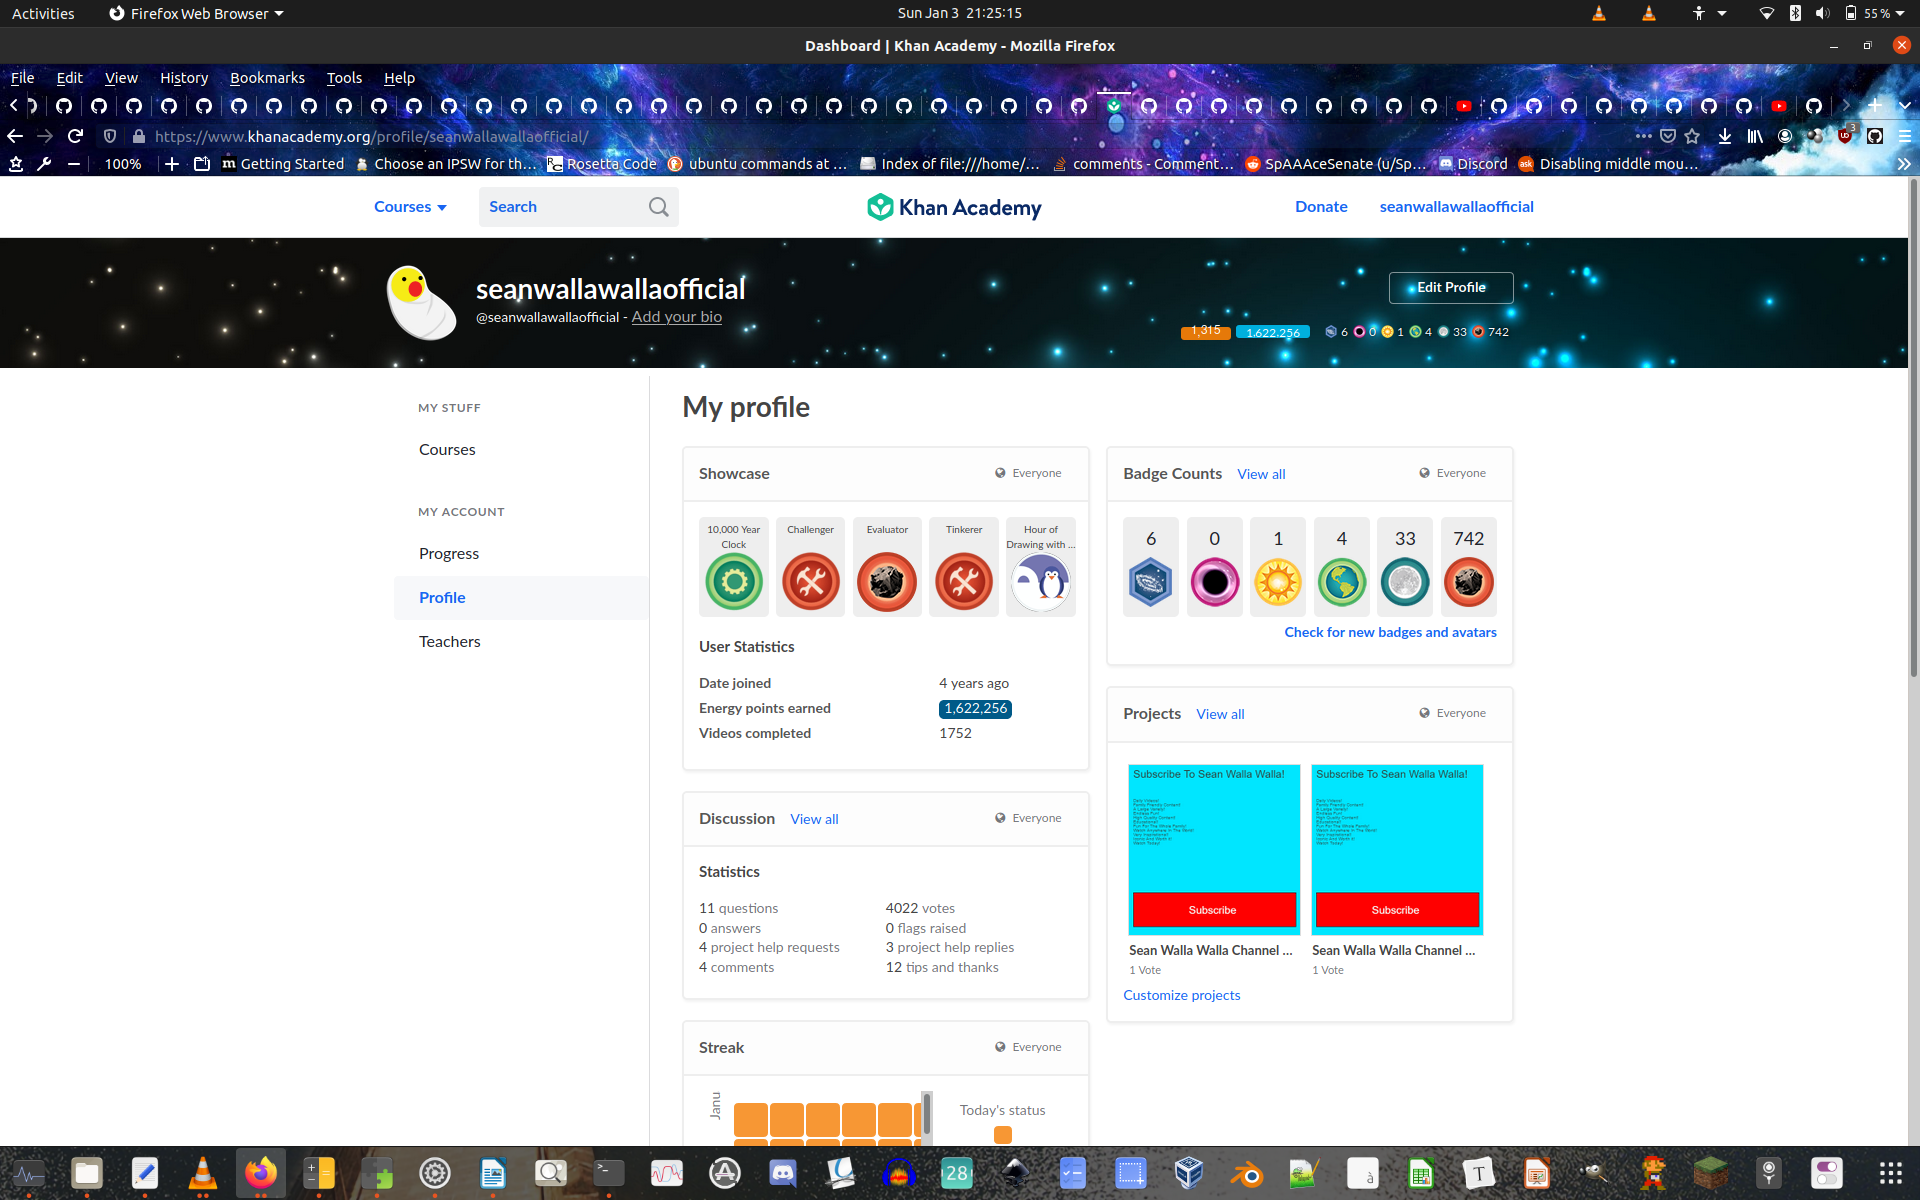 Activities Firefox Web Browser Sun Jan 3 21:25:15 55 %
Dashboard | Khan Academy - Mozilla Firefox
File Edit View History Bookmarks Tools Help
https://www.khanacademy.org/profile/seanwallawallaofficial/ 3
100% Getting Started Choose an IPSW for th… Rosetta Code ubuntu commands at … Index of file:///home/… comments - Comment… SpAAAceSenate (u/Sp… Discord Disabling middle mou…
Courses Search Khan Academy Donate seanwallawallaofficial
seanwallawallaofficial
Edit Profile
@seanwallawallaofficial - Add your bio
1,315 1,622,256 6 0 1 4 33 742
MY STUFF
Courses
MY ACCOUNT
Progress
Profile
Teachers
My profile
Showcase Everyone
10,000 Year Clock
Challenger
Evaluator
Tinkerer
Hour of Drawing with ...
User Statistics
Date joined 4 years ago
Energy points earned 1,622,256
Videos completed 1752
Badge Counts View all Everyone
6 0 1 4 33 742
Check for new badges and avatars
Discussion View all Everyone
Statistics
11 questions 4022 votes
0 answers 0 flags raised
4 project help requests 3 project help replies
4 comments 12 tips and thanks
Projects View all Everyone
Subscribe To Sean Walla Walla! Subscribe To Sean Walla Walla!
Subscribe Subscribe
Sean Walla Walla Channel ... Sean Walla Walla Channel ...
1 Vote 1 Vote
Customize projects
Streak Everyone
Janu
Today's status
28